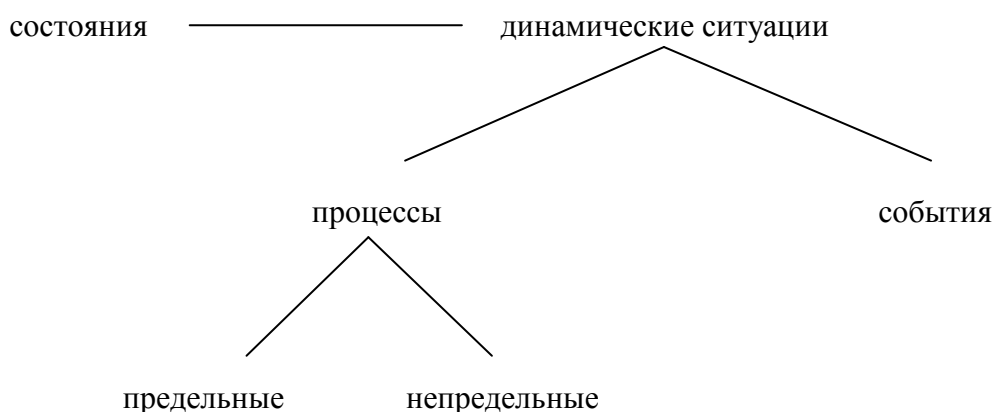 состояния динамические ситуации
процессы события
предельные непредельные